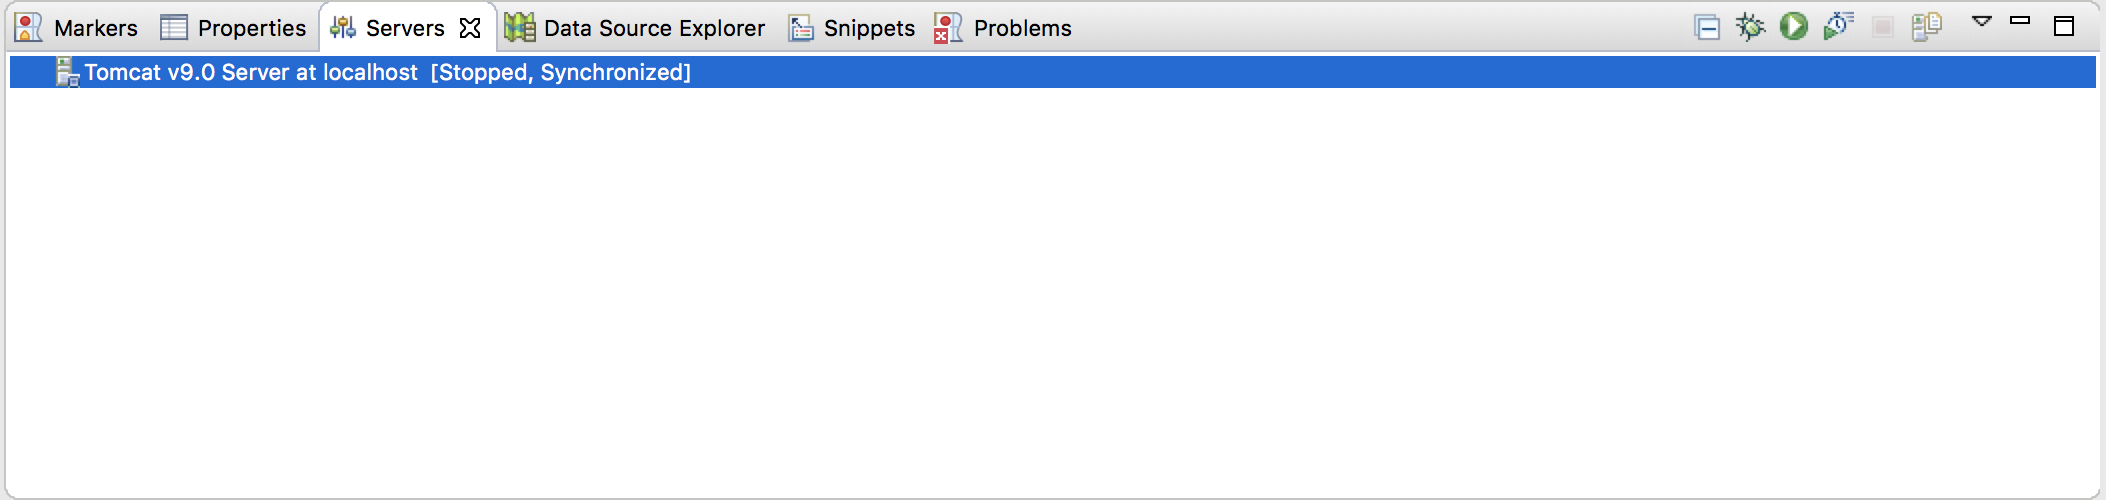 Markers Properties Servers Data Source Explorer Snippets Problems
Tomcat v9.0 Server at localhost [Stopped, Synchronized]